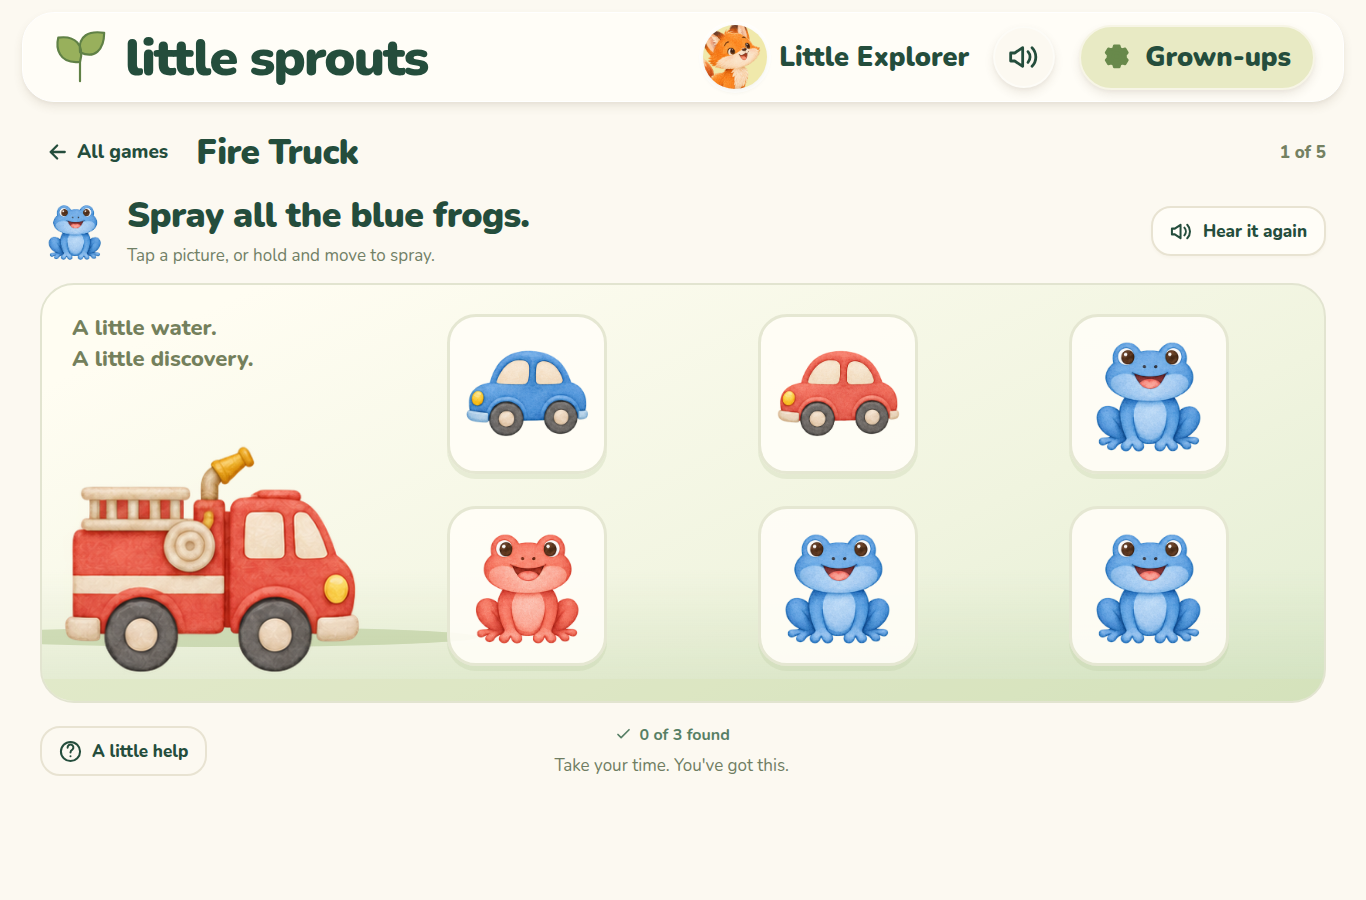 little sprouts
Little Explorer
Grown-ups
All games
Fire Truck
1 of 5
Spray all the blue frogs.
Tap a picture, or hold and move to spray.
Hear it again
A little water.
A little discovery.
A little help
0 of 3 found
Take your time. You've got this.